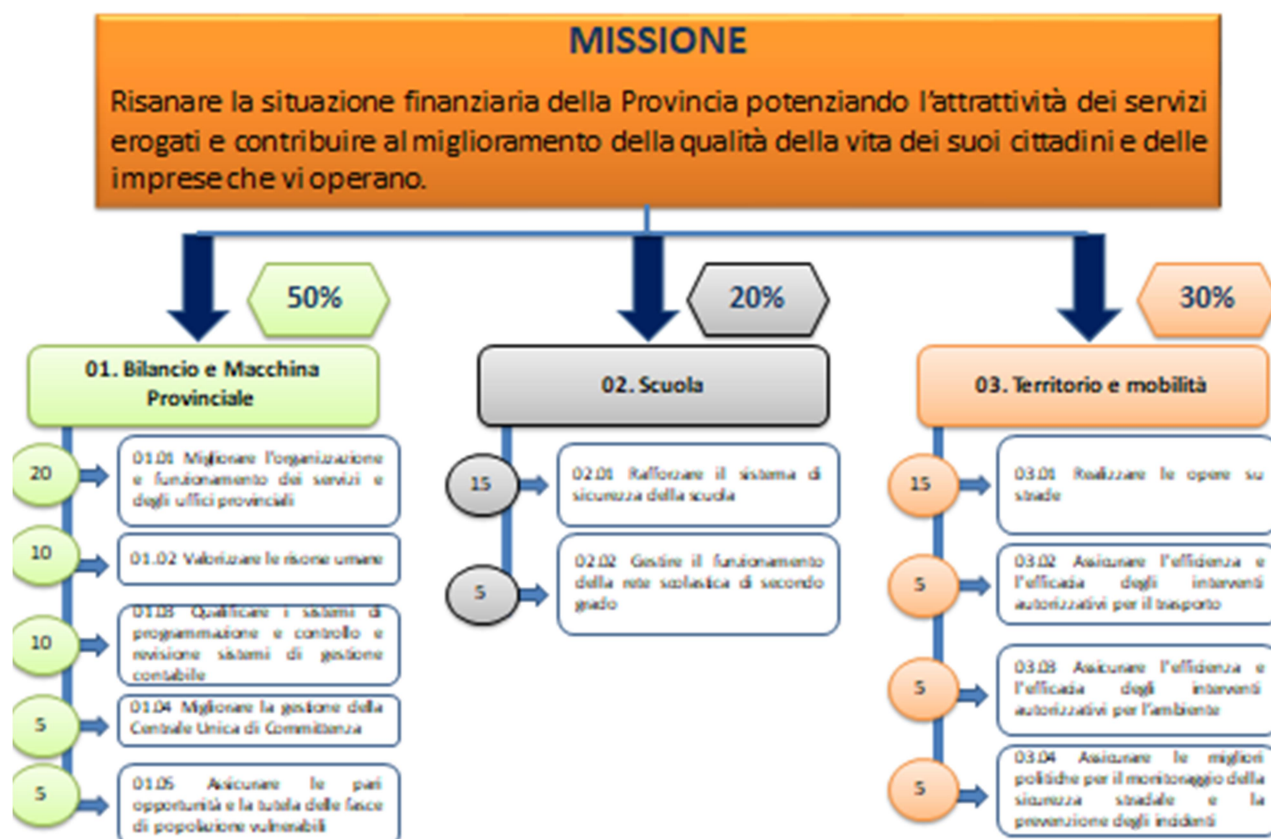 MISSIONE
Risanare la situazione finanziaria della Provincia potenziando l'attrattività dei servizi
erogati e contribuire al miglioramento della qualità della vita dei suoi cittadini e delle
imprese che vi operano.
50%
20%
30%
01. Bilancio e Macchina
Provinciale
20
01.01 Migliorare l'organizzazione
e funzionamento dei servizi e
degli uffici provinciali
10
01.02 Valorizzare le risorse umane
10
01.03 Qualificare i sistemi di
programmazione e controllo e
revisione sistemi di gestione
contabile
5
01.04 Migliorare la gestione della
Centrale Unica di Committenza
5
01.05 Assicurare le pari
opportunità e la tutela delle fasce
di popolazione vulnerabili
02. Scuola
15
02.01 Rafforzare il sistema di
sicurezza della scuola
5
02.02 Gestire il funzionamento
della rete scolastica di secondo
grado
03. Territorio e mobilità
15
03.01 Realizzare le opere su
strade
5
03.02 Assicurare l'efficienza e
l'efficacia degli interventi
autorizzativi per il trasporto
5
03.03 Assicurare l'efficienza e
l'efficacia degli interventi
autorizzativi per l'ambiente
5
03.04 Assicurare le migliori
politiche per il monitoraggio della
sicurezza stradale e la
prevenzione degli incidenti